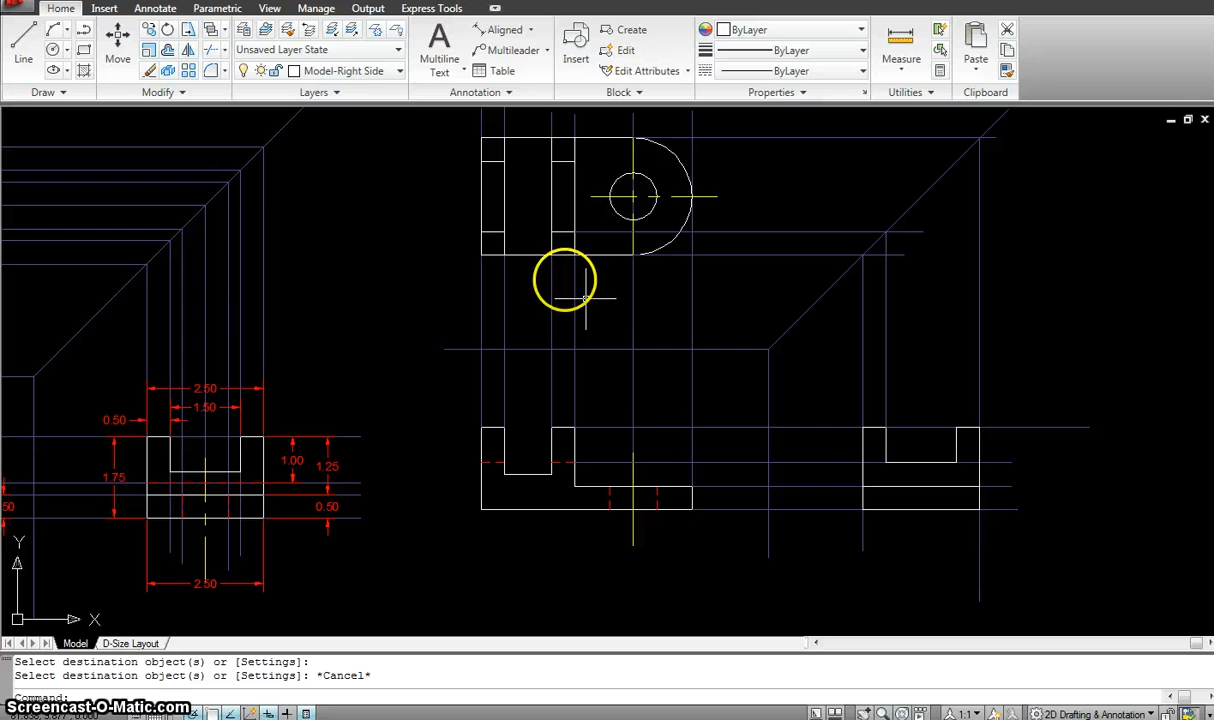 Home Insert Annotate Parametric View Manage Output Express Tools
Line
Move
Unsaved Layer State
Model-Right Side
Multiline
Text
Aligned
Multileader
Table
Insert
Create
Edit
Edit Attributes
ByLayer
ByLayer
ByLayer
Measure
Paste
Draw Modify Layers Annotation Block Properties Utilities Clipboard
2.50
1.50
0.50
1.00
1.25
1.75
50
0.50
2.50
Y
X
Model D-Size Layout
Select destination object(s) or [Settings]:
Select destination object(s) or [Settings]: *Cancel*
Command:
Screencast-O-Matic.com
1:1
2D Drafting & Annotation